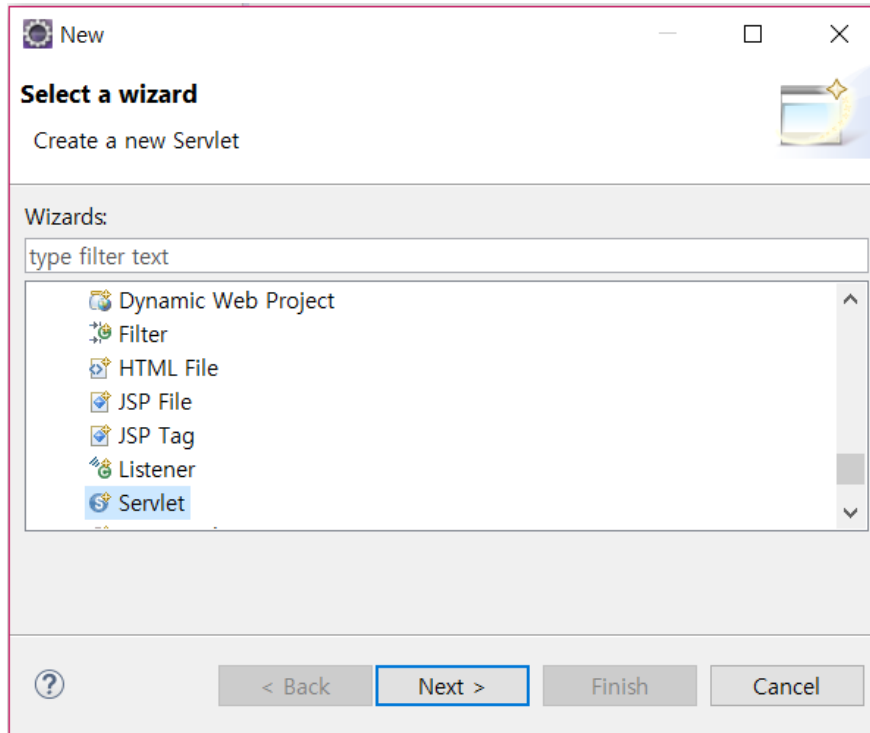 New
Select a wizard
Create a new Servlet
Wizards:
type filter text
Dynamic Web Project
Filter
HTML File
JSP File
JSP Tag
Listener
Servlet
< Back Next > Finish Cancel